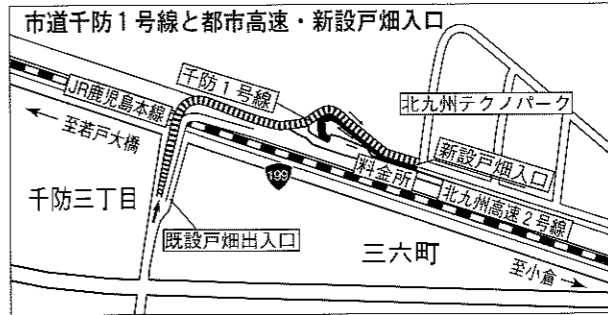 市道千防1号線と都市高速・新設戸畑入口
千防1号線
JR鹿児島本線
北九州テクノパーク
至若戸大橋
新設戸畑入口
料金所
199
北九州高速2号線
千防三丁目
既設戸畑出入口
三六町
至小倉